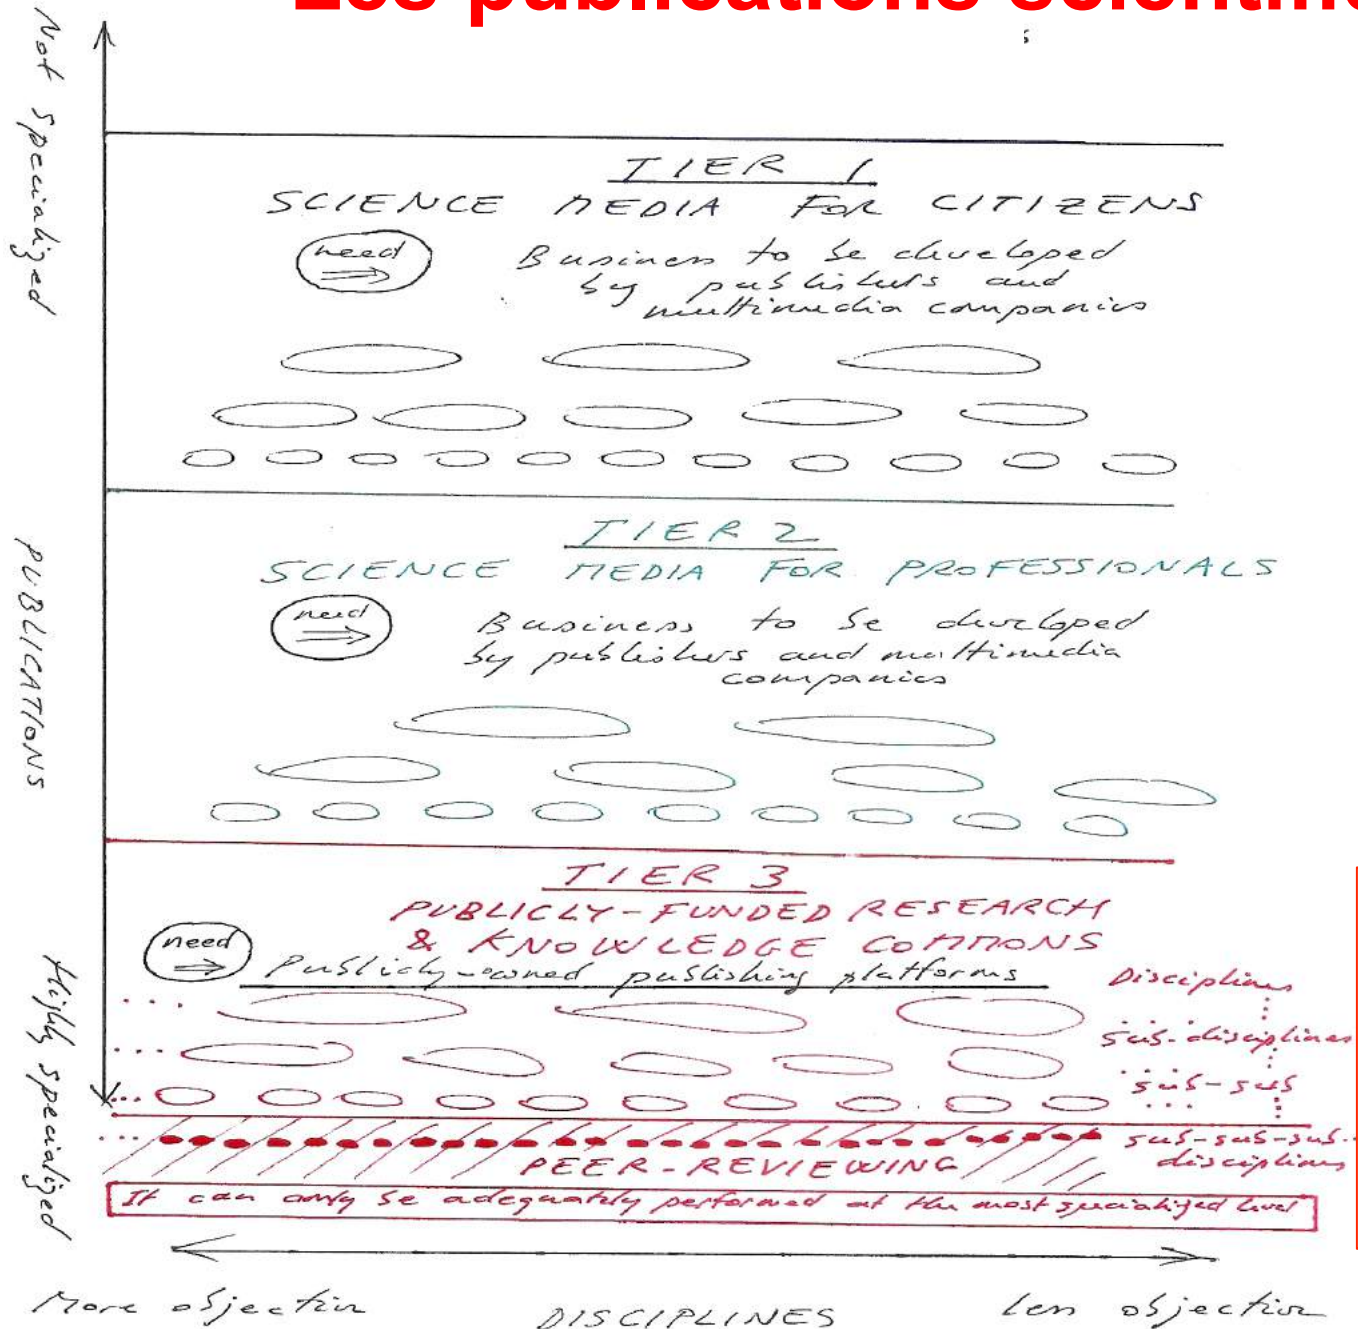 Les publications scientifi
Not specialized
TIER 1
SCIENCE MEDIA FOR CITIZENS
need
Business to be developed
by publishers and
multimedia companies
PUBLICATIONS
TIER 2
SCIENCE MEDIA FOR PROFESSIONALS
need
Business to be developed
by publishers and multimedia
companies
Highly specialized
TIER 3
PUBLICLY-FUNDED RESEARCH
& KNOWLEDGE COMMONS
need
Publicly-owned publishing platforms
Disciplines
sub-disciplines
sub-sub
sub-sub-sub-
disciplines
PEER-REVIEWING
It can only be adequately performed at the most specialized level
More objective
DISCIPLINES
Less objective